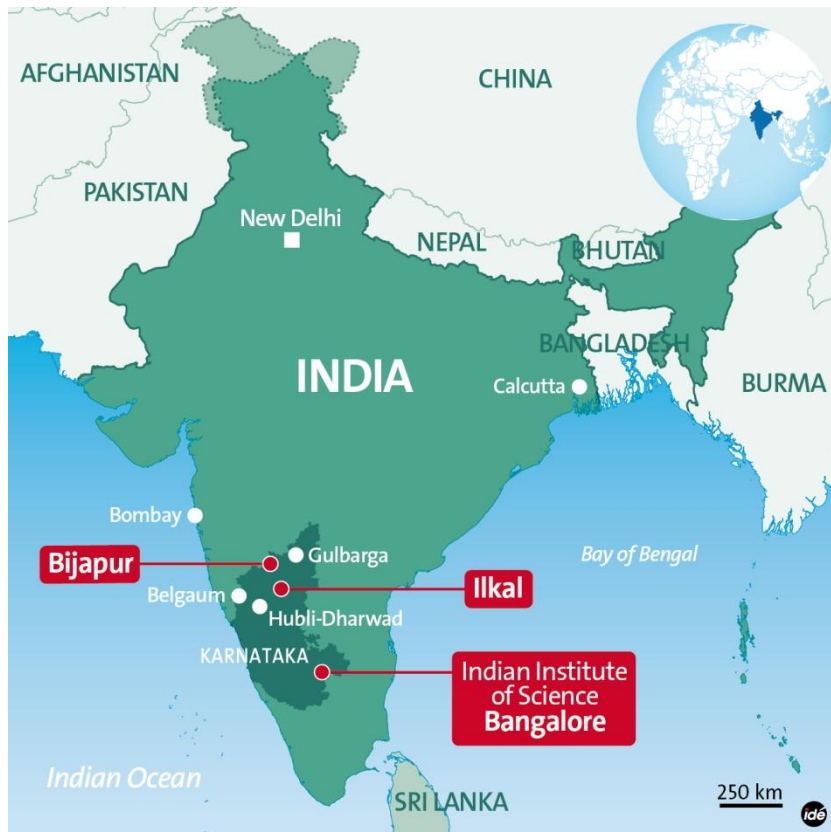 AFGHANISTAN
CHINA
PAKISTAN
New Delhi
NEPAL
BHUTAN
BANGLADESH
INDIA
Calcutta
BURMA
Bombay
Gulbarga
Bay of Bengal
Bijapur
Ilkal
Belgaum
Hubli-Dharwad
KARNATAKA
Indian Institute
of Science
Bangalore
Indian Ocean
SRI LANKA
250 km
idé